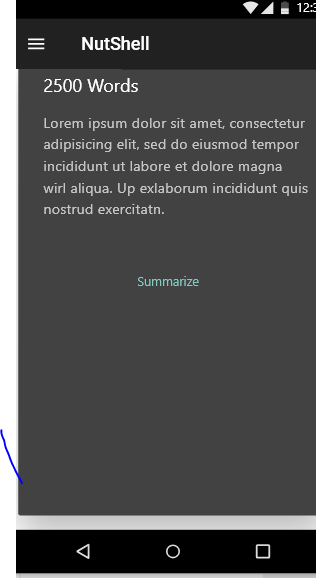 12:3
NutShell
2500 Words
Lorem ipsum dolor sit amet, consectetur
adipisicing elit, sed do eiusmod tempor
incididunt ut labore et dolore magna
wirl aliqua. Up exlaborum incididunt quis
nostrud exercitatn.
Summarize